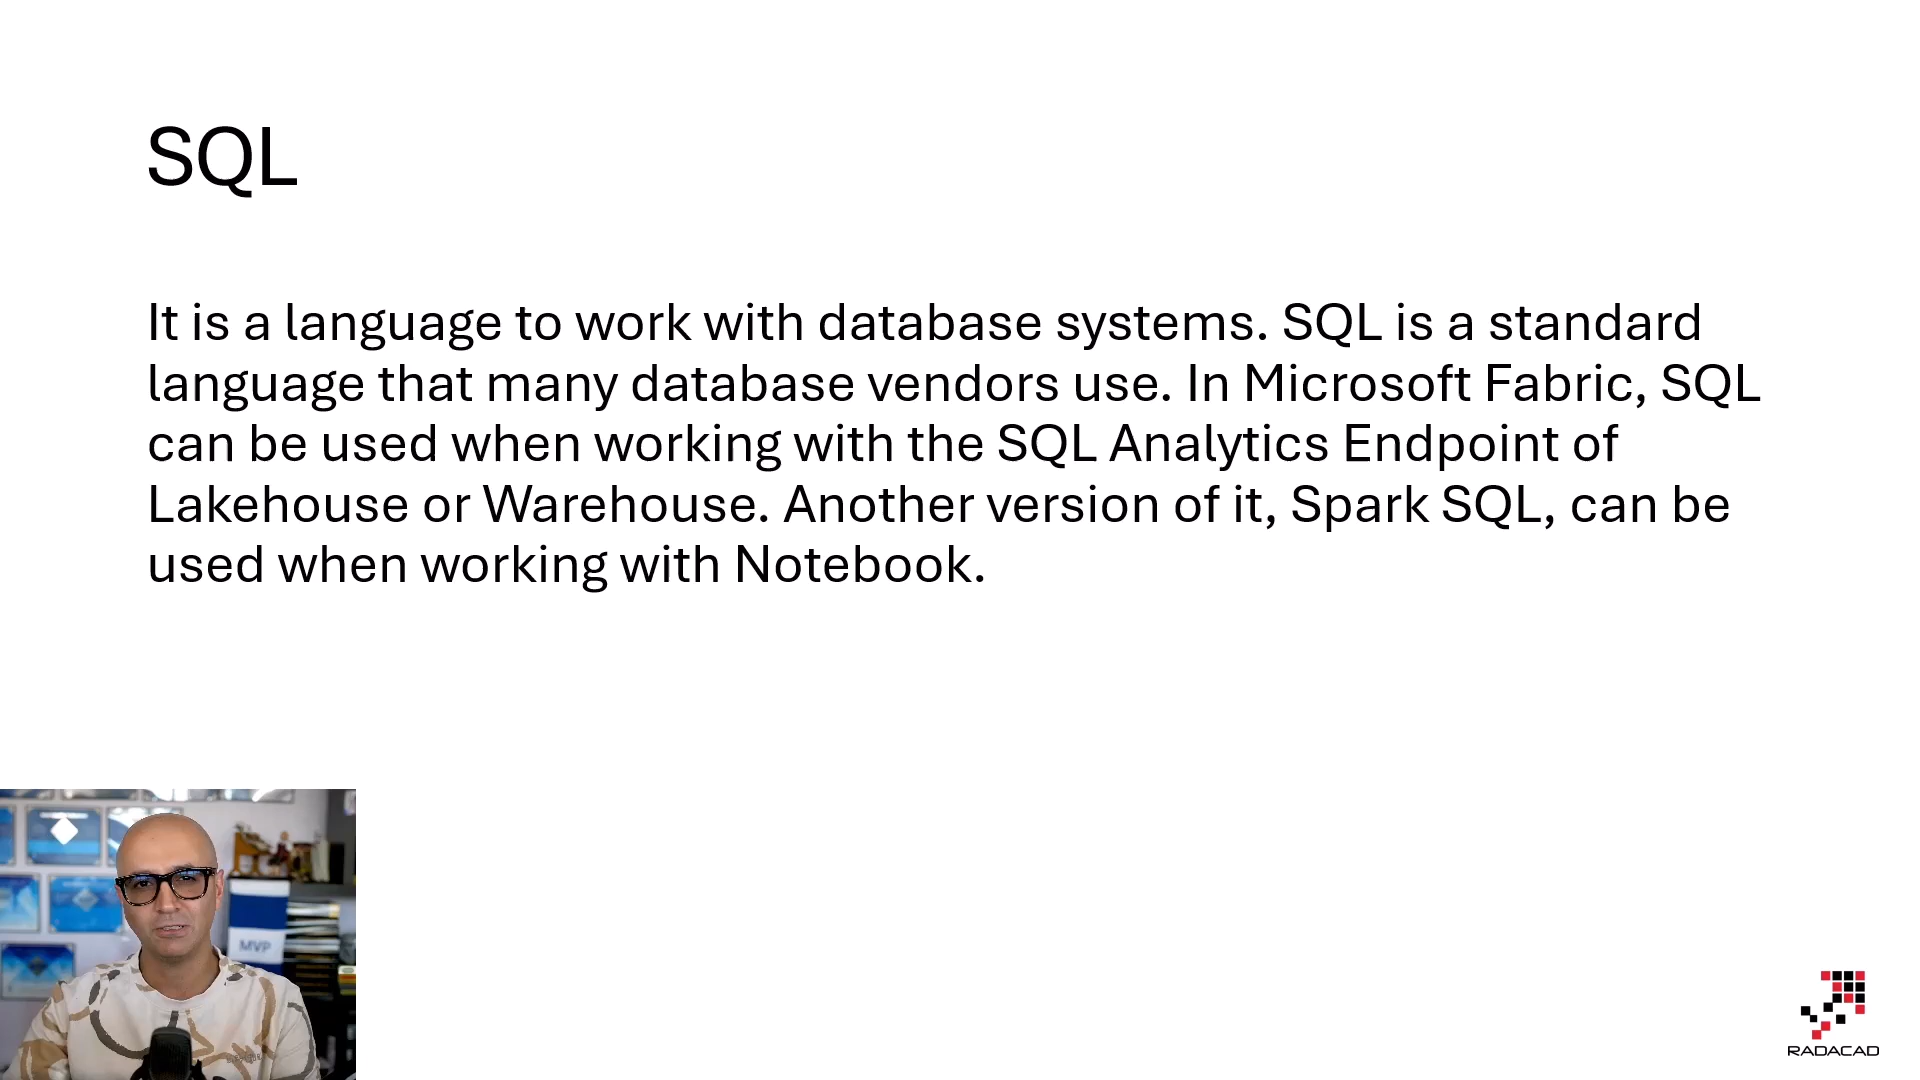 SQL
It is a language to work with database systems. SQL is a standard
language that many database vendors use. In Microsoft Fabric, SQL
can be used when working with the SQL Analytics Endpoint of
Lakehouse or Warehouse. Another version of it, Spark SQL, can be
used when working with Notebook.
MVP
RADACAD